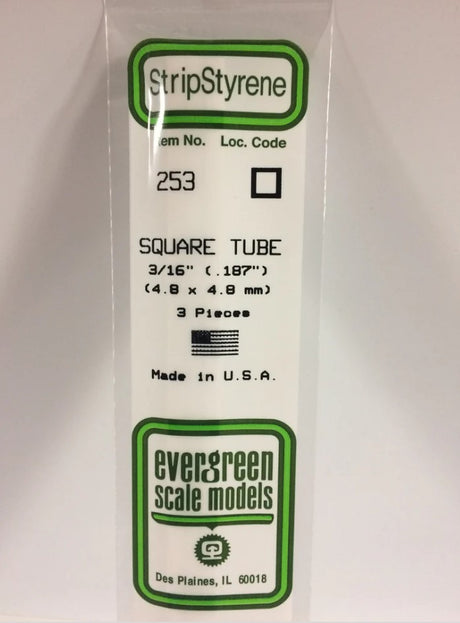 StripStyrene
Item No. Loc. Code
253
SQUARE TUBE
3/16" (.187")
(4.8 x 4.8 mm)
3 Pieces
Made in U.S.A.
evergreen
scale models
Des Plaines, IL 60018